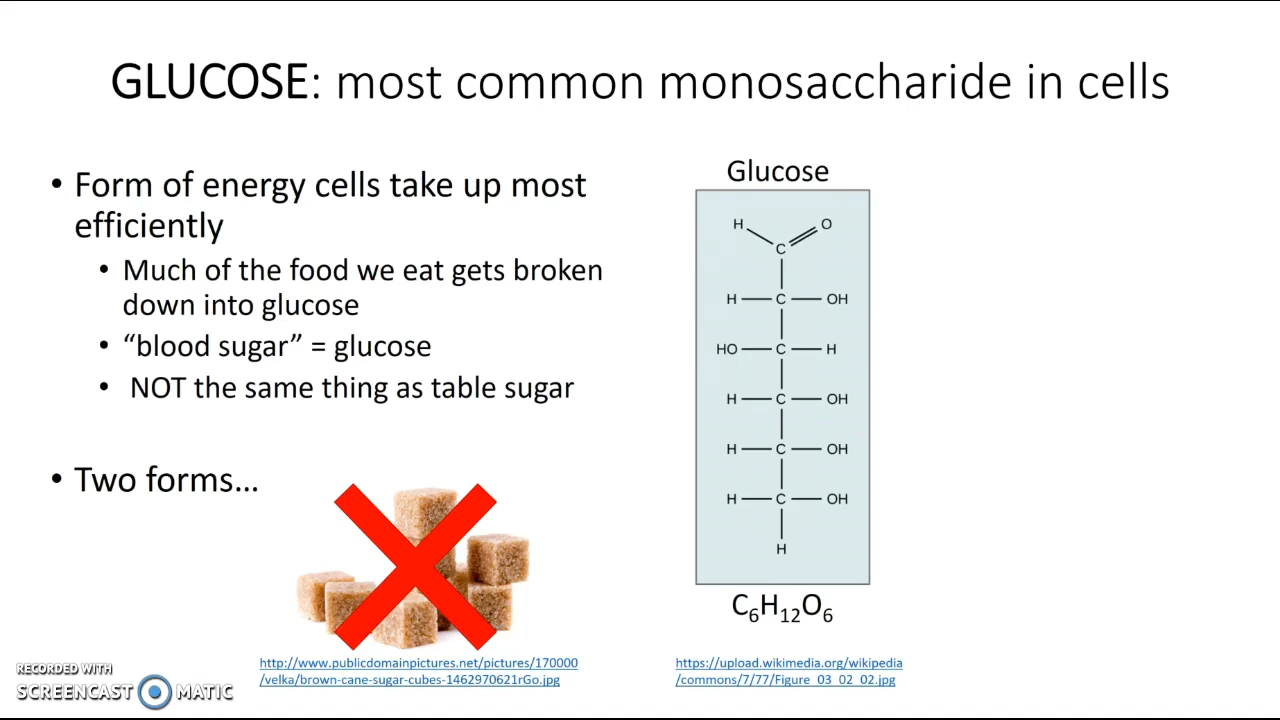 GLUCOSE: most common monosaccharide in cells
• Form of energy cells take up most
efficiently
• Much of the food we eat gets broken
down into glucose
• “blood sugar” = glucose
• NOT the same thing as table sugar
• Two forms…
Glucose
H O
C
H C OH
HO C H
H C OH
H C OH
H C OH
H
C₆H₁₂O₆
http://www.publicdomainpictures.net/pictures/170000
/velka/brown-cane-sugar-cubes-1462970621rGo.jpg
https://upload.wikimedia.org/wikipedia
/commons/7/77/Figure_03_02_02.jpg
RECORDED WITH
SCREENCAST MATIC